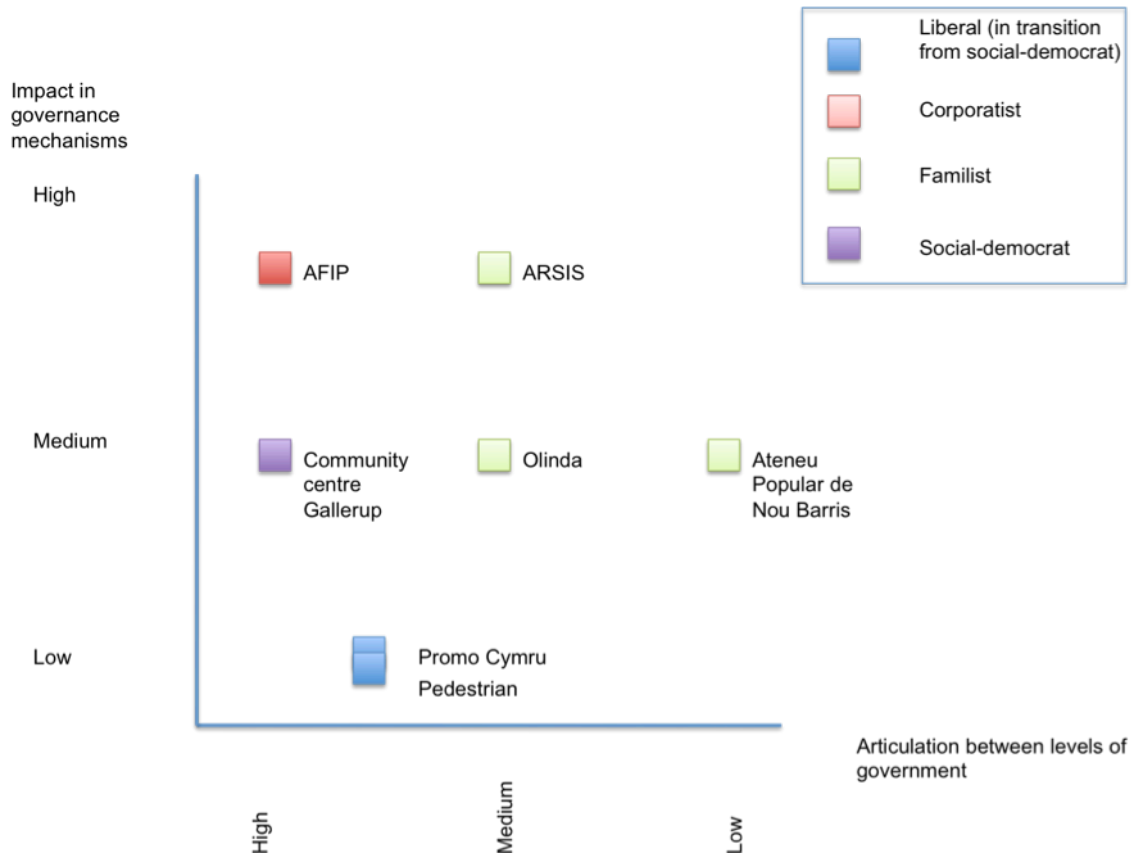 Liberal (in transition
from social-democrat)
Corporatist
Familist
Social-democrat
Impact in
governance
mechanisms
High
AFIP
ARSIS
Medium
Community
centre
Gallerup
Olinda
Ateneu
Popular de
Nou Barris
Low
Promo Cymru
Pedestrian
Articulation between levels of
government
High
Medium
Low